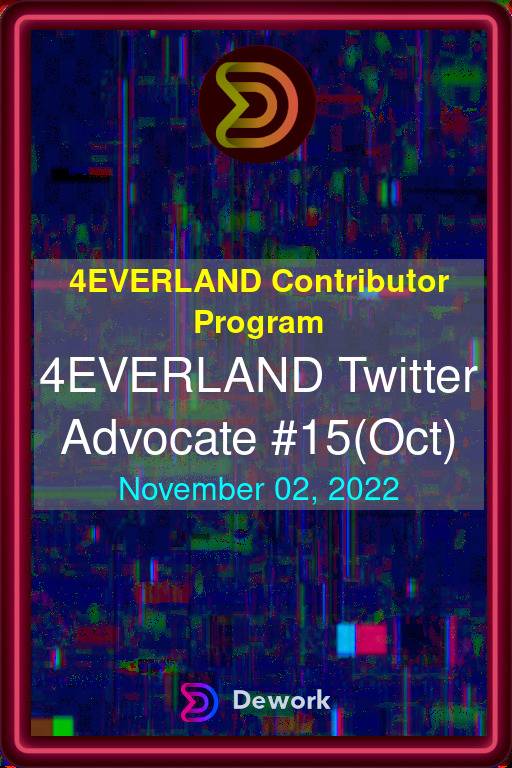 4EVERLAND Contributor
Program
4EVERLAND Twitter
Advocate #15(Oct)
November 02, 2022
Dework